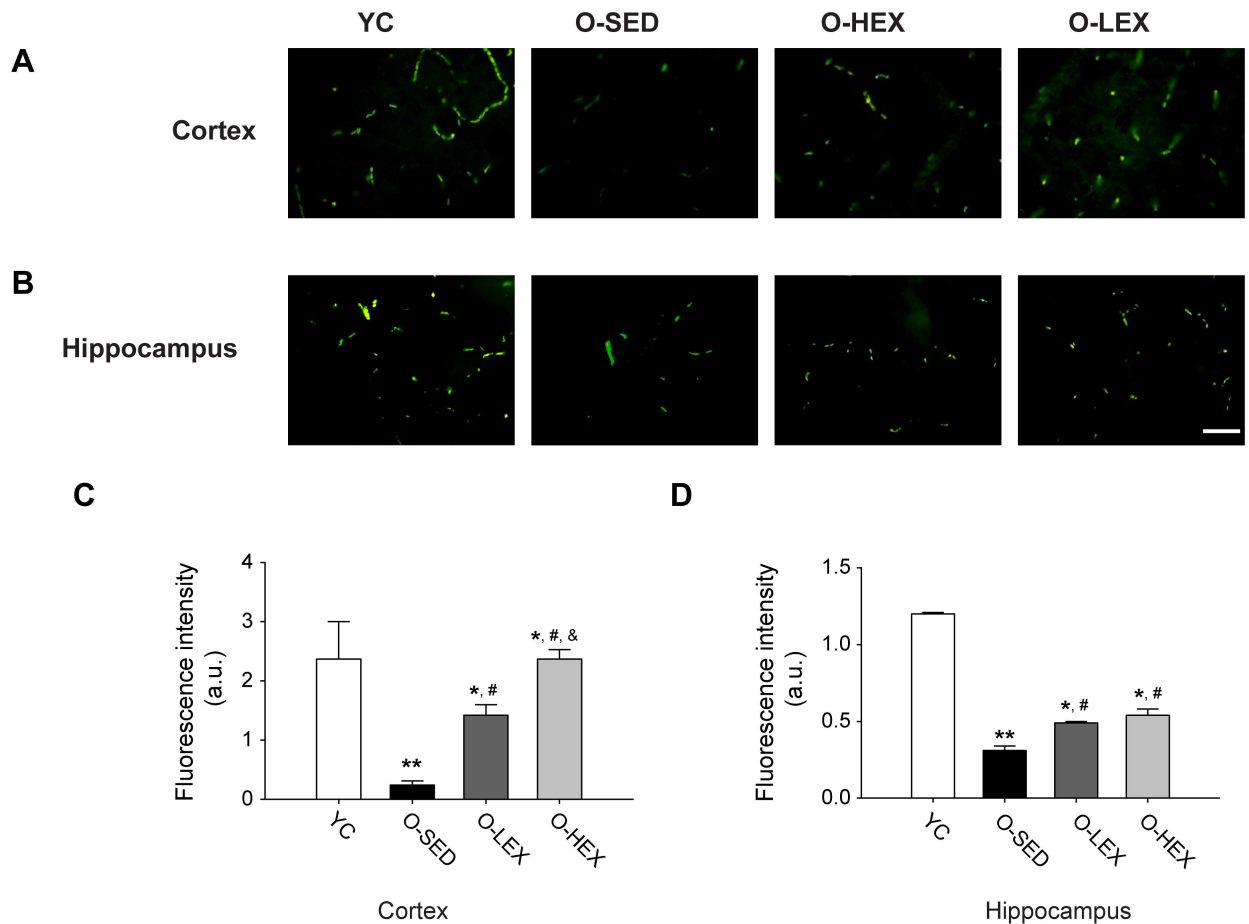 YC O-SED O-HEX O-LEX
A
Cortex
B
Hippocampus
C
Fluorescence intensity
(a.u.)
4
3
2
1
0
*, #, &
*, #
**
YC O-SED O-LEX O-HEX
Cortex
D
Fluorescence intensity
(a.u.)
1.5
1.0
0.5
0.0
**
*, #
*, #
YC O-SED O-LEX O-HEX
Hippocampus